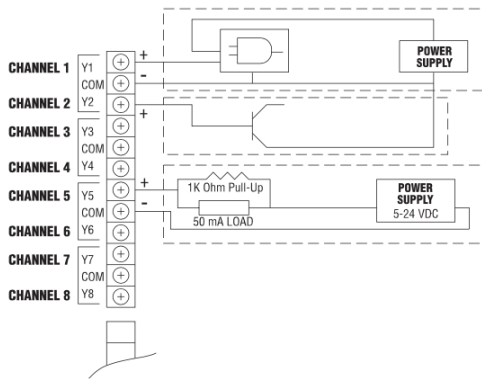 +
CHANNEL 1 Y1
COM
-
CHANNEL 2 Y2
+
CHANNEL 3 Y3
COM
CHANNEL 4 Y4
CHANNEL 5 Y5
+
COM
-
CHANNEL 6 Y6
CHANNEL 7 Y7
COM
CHANNEL 8 Y8
POWER
SUPPLY
1K Ohm Pull-Up
50 mA LOAD
POWER
SUPPLY
5-24 VDC